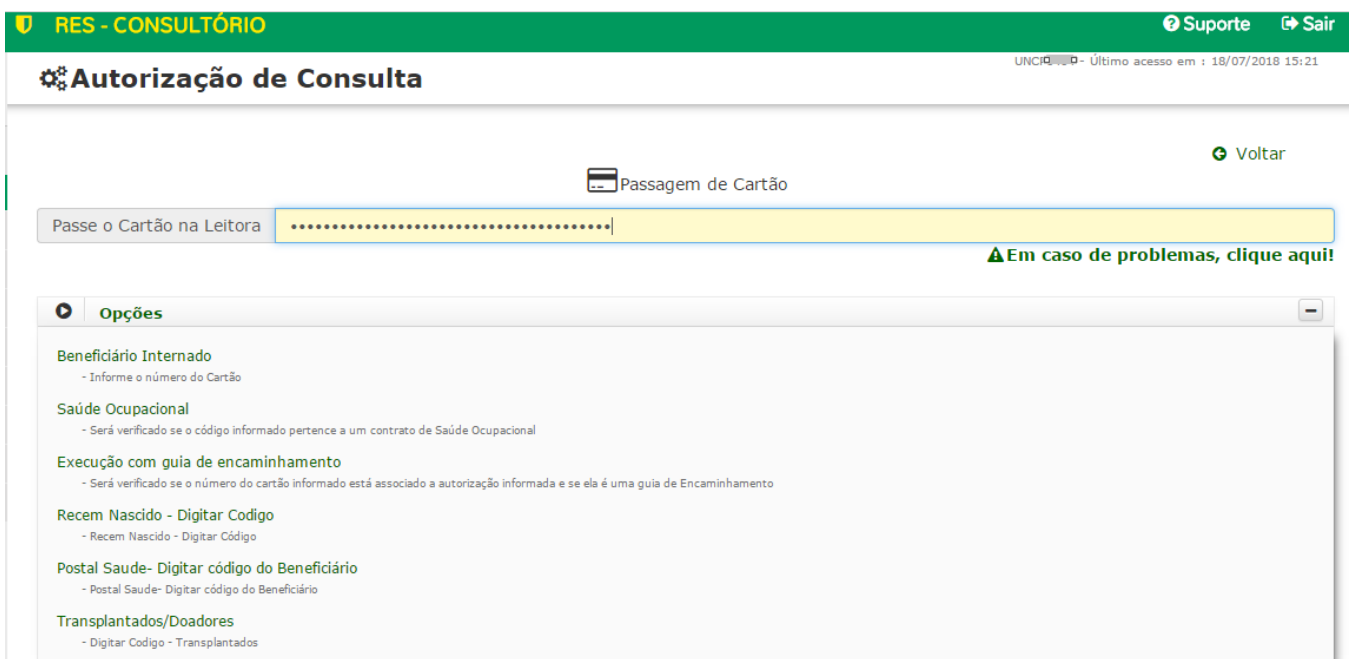 RES - CONSULTÓRIO
Suporte
Sair
Autorização de Consulta
- Último acesso em : 18/07/2018 15:21
Voltar
Passagem de Cartão
Passe o Cartão na Leitora
Em caso de problemas, clique aqui!
Opções
Beneficiário Internado
- Informe o número do Cartão
Saúde Ocupacional
- Será verificado se o código informado pertence a um contrato de Saúde Ocupacional
Execução com guia de encaminhamento
- Será verificado se o número do cartão informado está associado a autorização informada e se ela é uma guia de Encaminhamento
Recem Nascido - Digitar Codigo
- Recem Nascido - Digitar Código
Postal Saude- Digitar código do Beneficiário
- Postal Saude- Digitar código do Beneficiário
Transplantados/Doadores
- Digitar Codigo - Transplantados